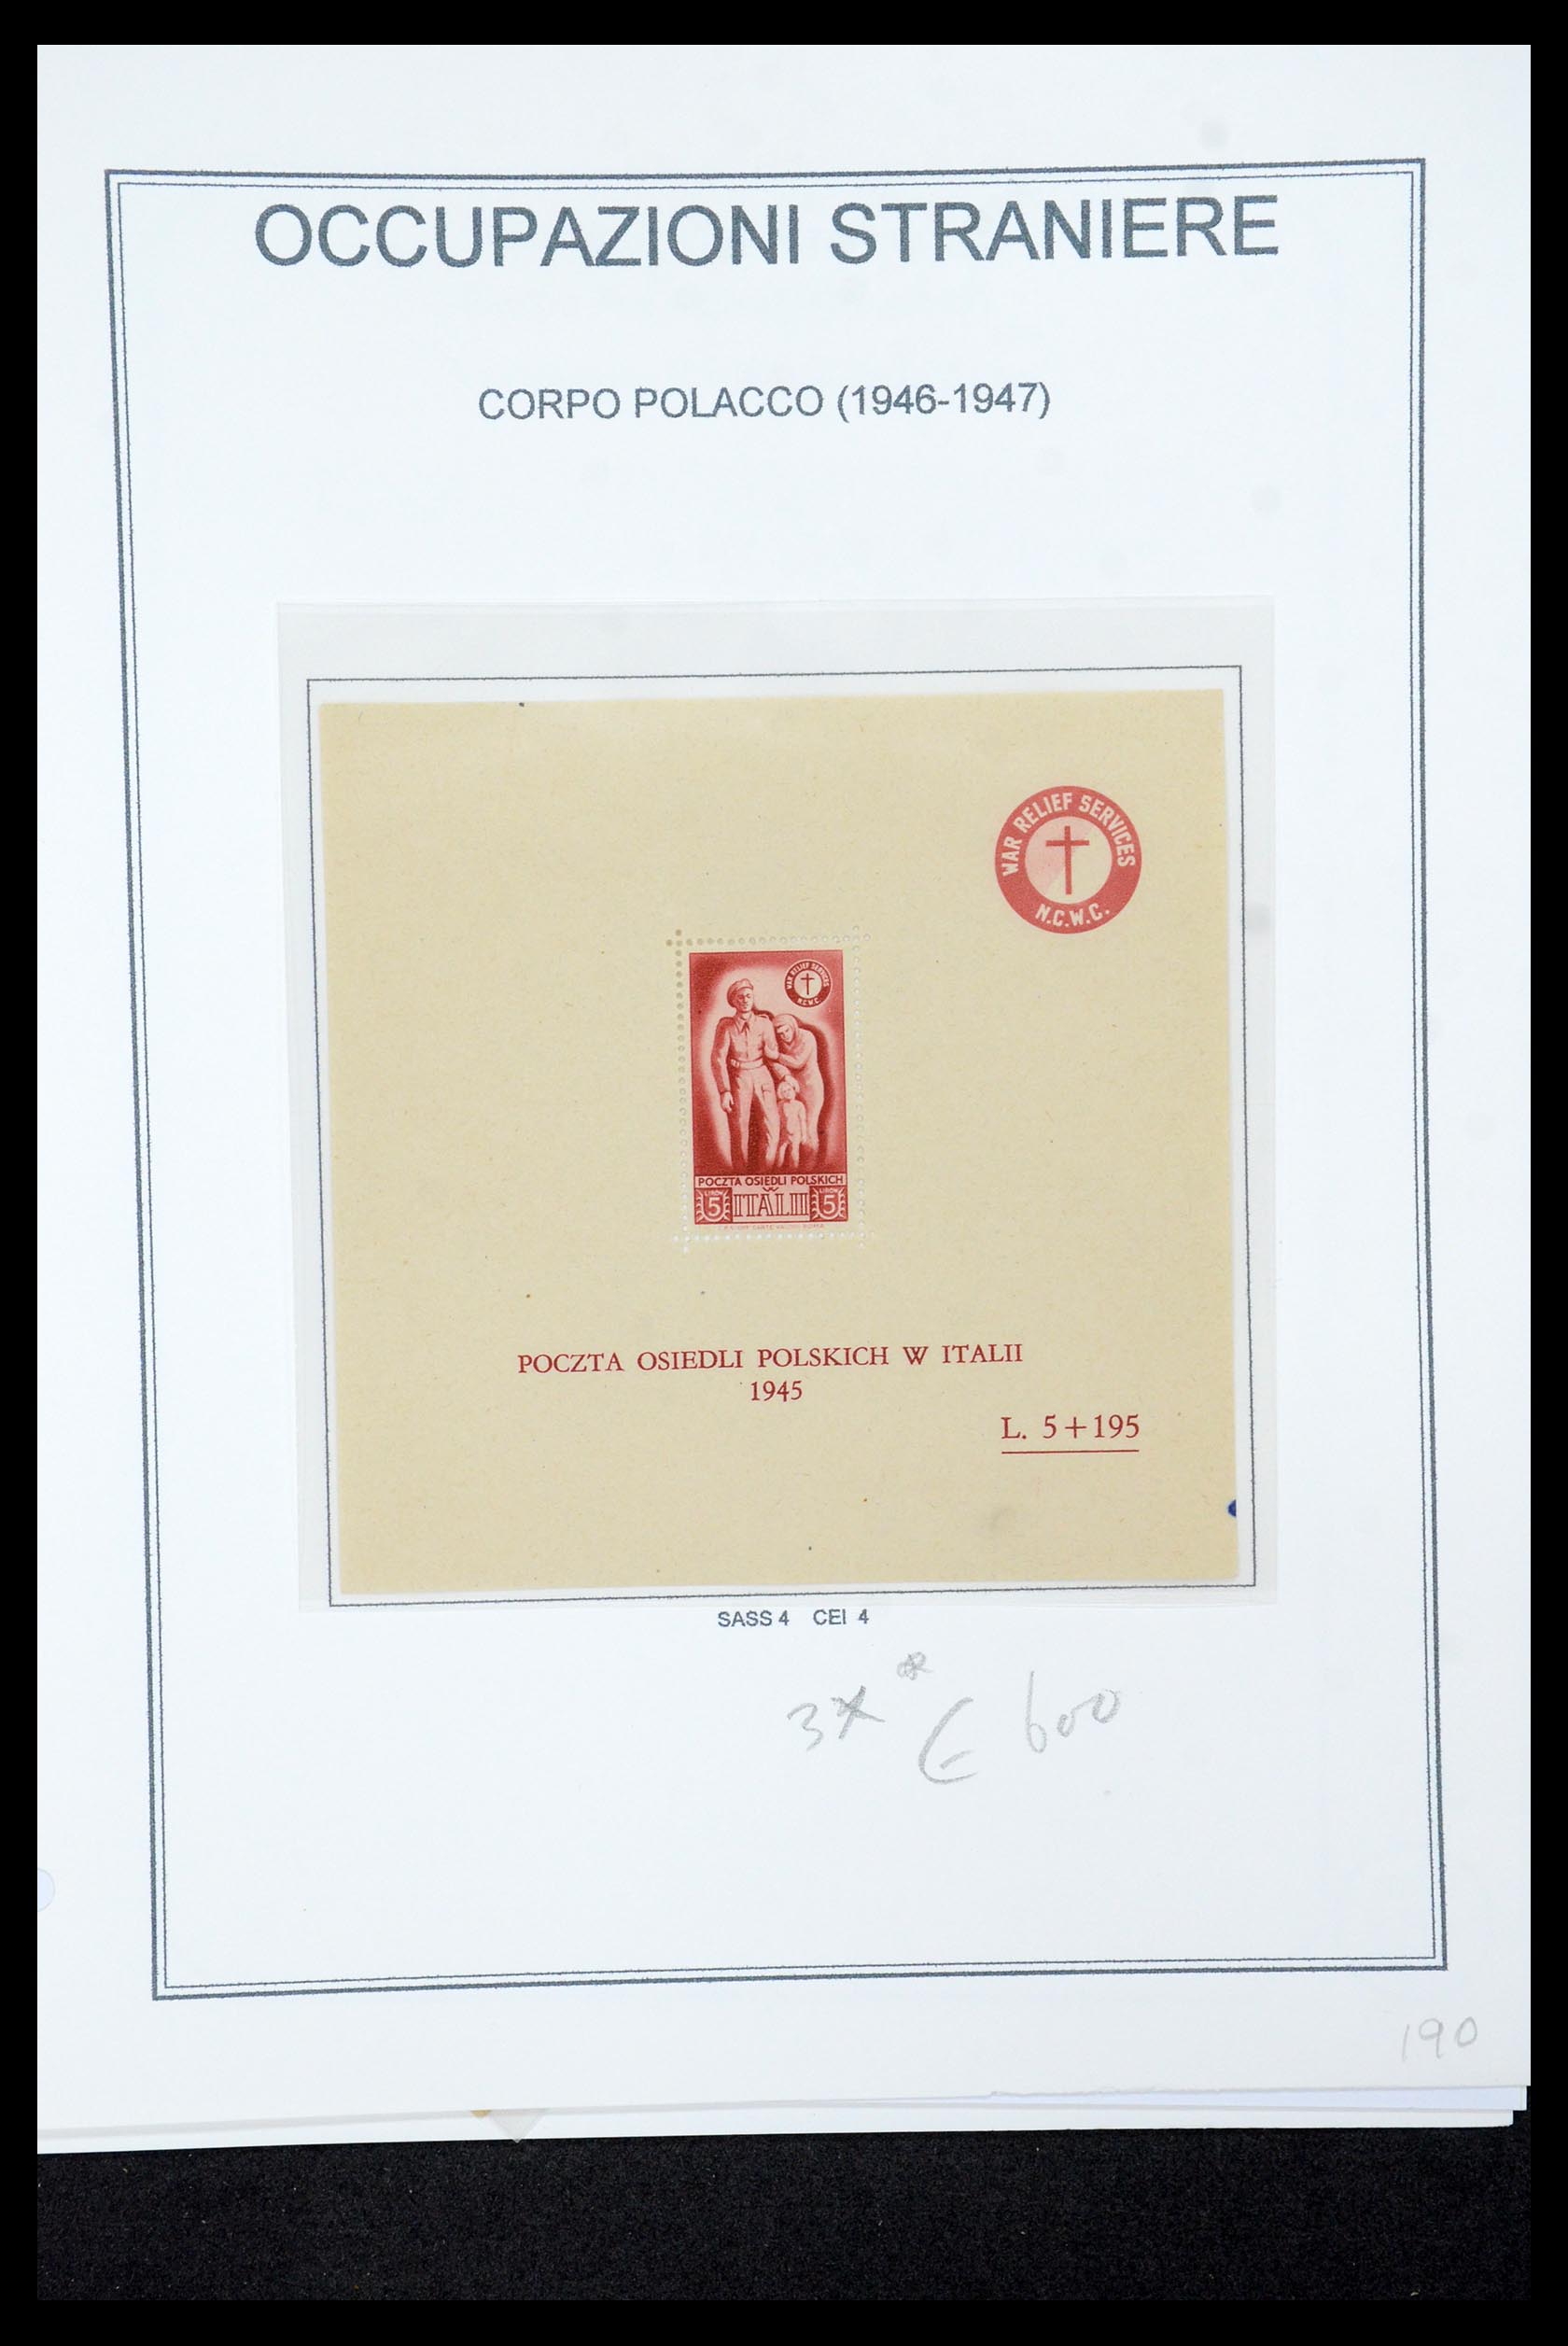 OCCUPAZIONI STRANIERE
CORPO POLACCO (1946-1947)
WAR RELIEF SERVICES
N.C.W.C.
WAR RELIEF SERVICES
N.C.W.C.
POCZTA OSIEDLI POLSKICH
W
5 ITALII 5
POCZTA OSIEDLI POLSKICH W ITALII
1945
L. 5+195
SASS 4 CEI 4
3x * € 600
190